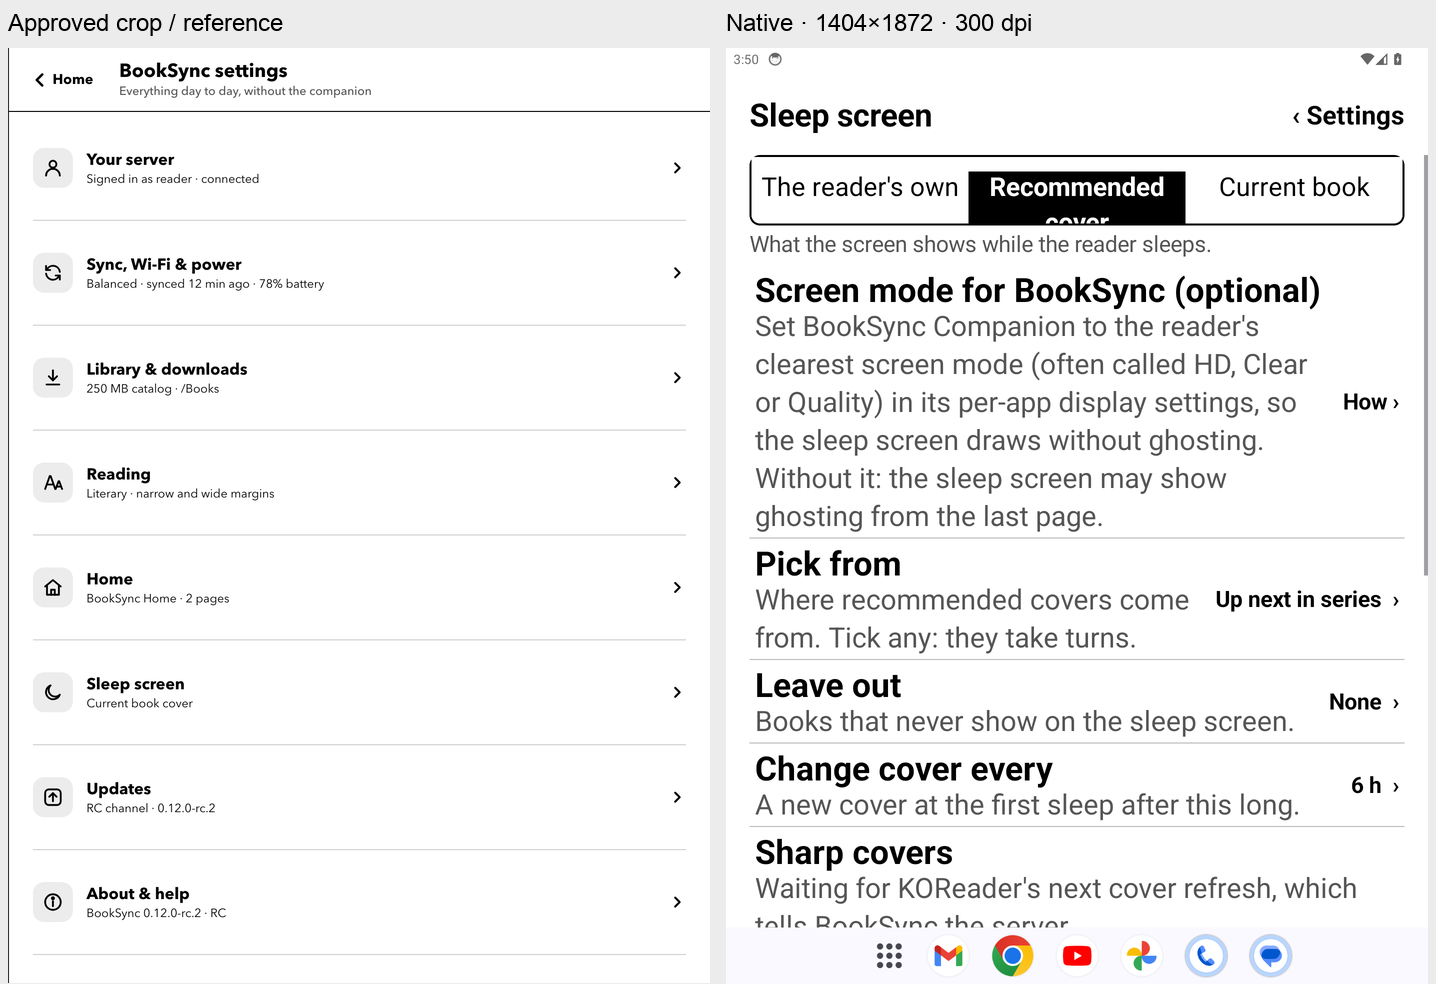 Approved crop / reference
Home
BookSync settings
Everything day to day, without the companion
Your server
Signed in as reader · connected
Sync, Wi-Fi & power
Balanced · synced 12 min ago · 78% battery
Library & downloads
250 MB catalog · /Books
Reading
Literary · narrow and wide margins
Home
BookSync Home · 2 pages
Sleep screen
Current book cover
Updates
RC channel · 0.12.0-rc.2
About & help
BookSync 0.12.0-rc.2 · RC
Native · 1404×1872 · 300 dpi
3:50
Sleep screen
‹ Settings
The reader's own
Recommended
cover
Current book
What the screen shows while the reader sleeps.
Screen mode for BookSync (optional)
Set BookSync Companion to the reader's
clearest screen mode (often called HD, Clear
or Quality) in its per-app display settings, so
the sleep screen draws without ghosting.
Without it: the sleep screen may show
ghosting from the last page.
How ›
Pick from
Where recommended covers come
from. Tick any: they take turns.
Up next in series ›
Leave out
Books that never show on the sleep screen.
None ›
Change cover every
A new cover at the first sleep after this long.
6 h ›
Sharp covers
Waiting for KOReader's next cover refresh, which
tells BookSync the server